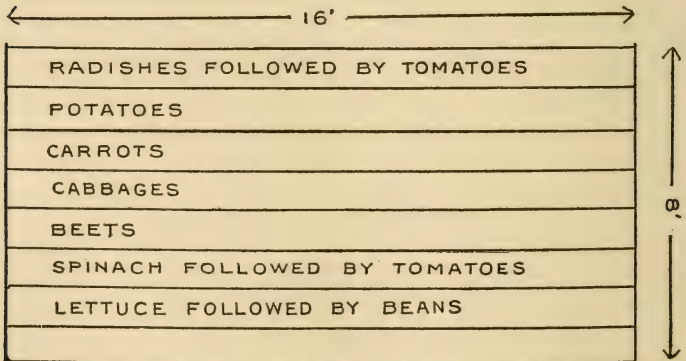 16'
RADISHES FOLLOWED BY TOMATOES
POTATOES
CARROTS
CABBAGES
BEETS
SPINACH FOLLOWED BY TOMATOES
LETTUCE FOLLOWED BY BEANS
8'